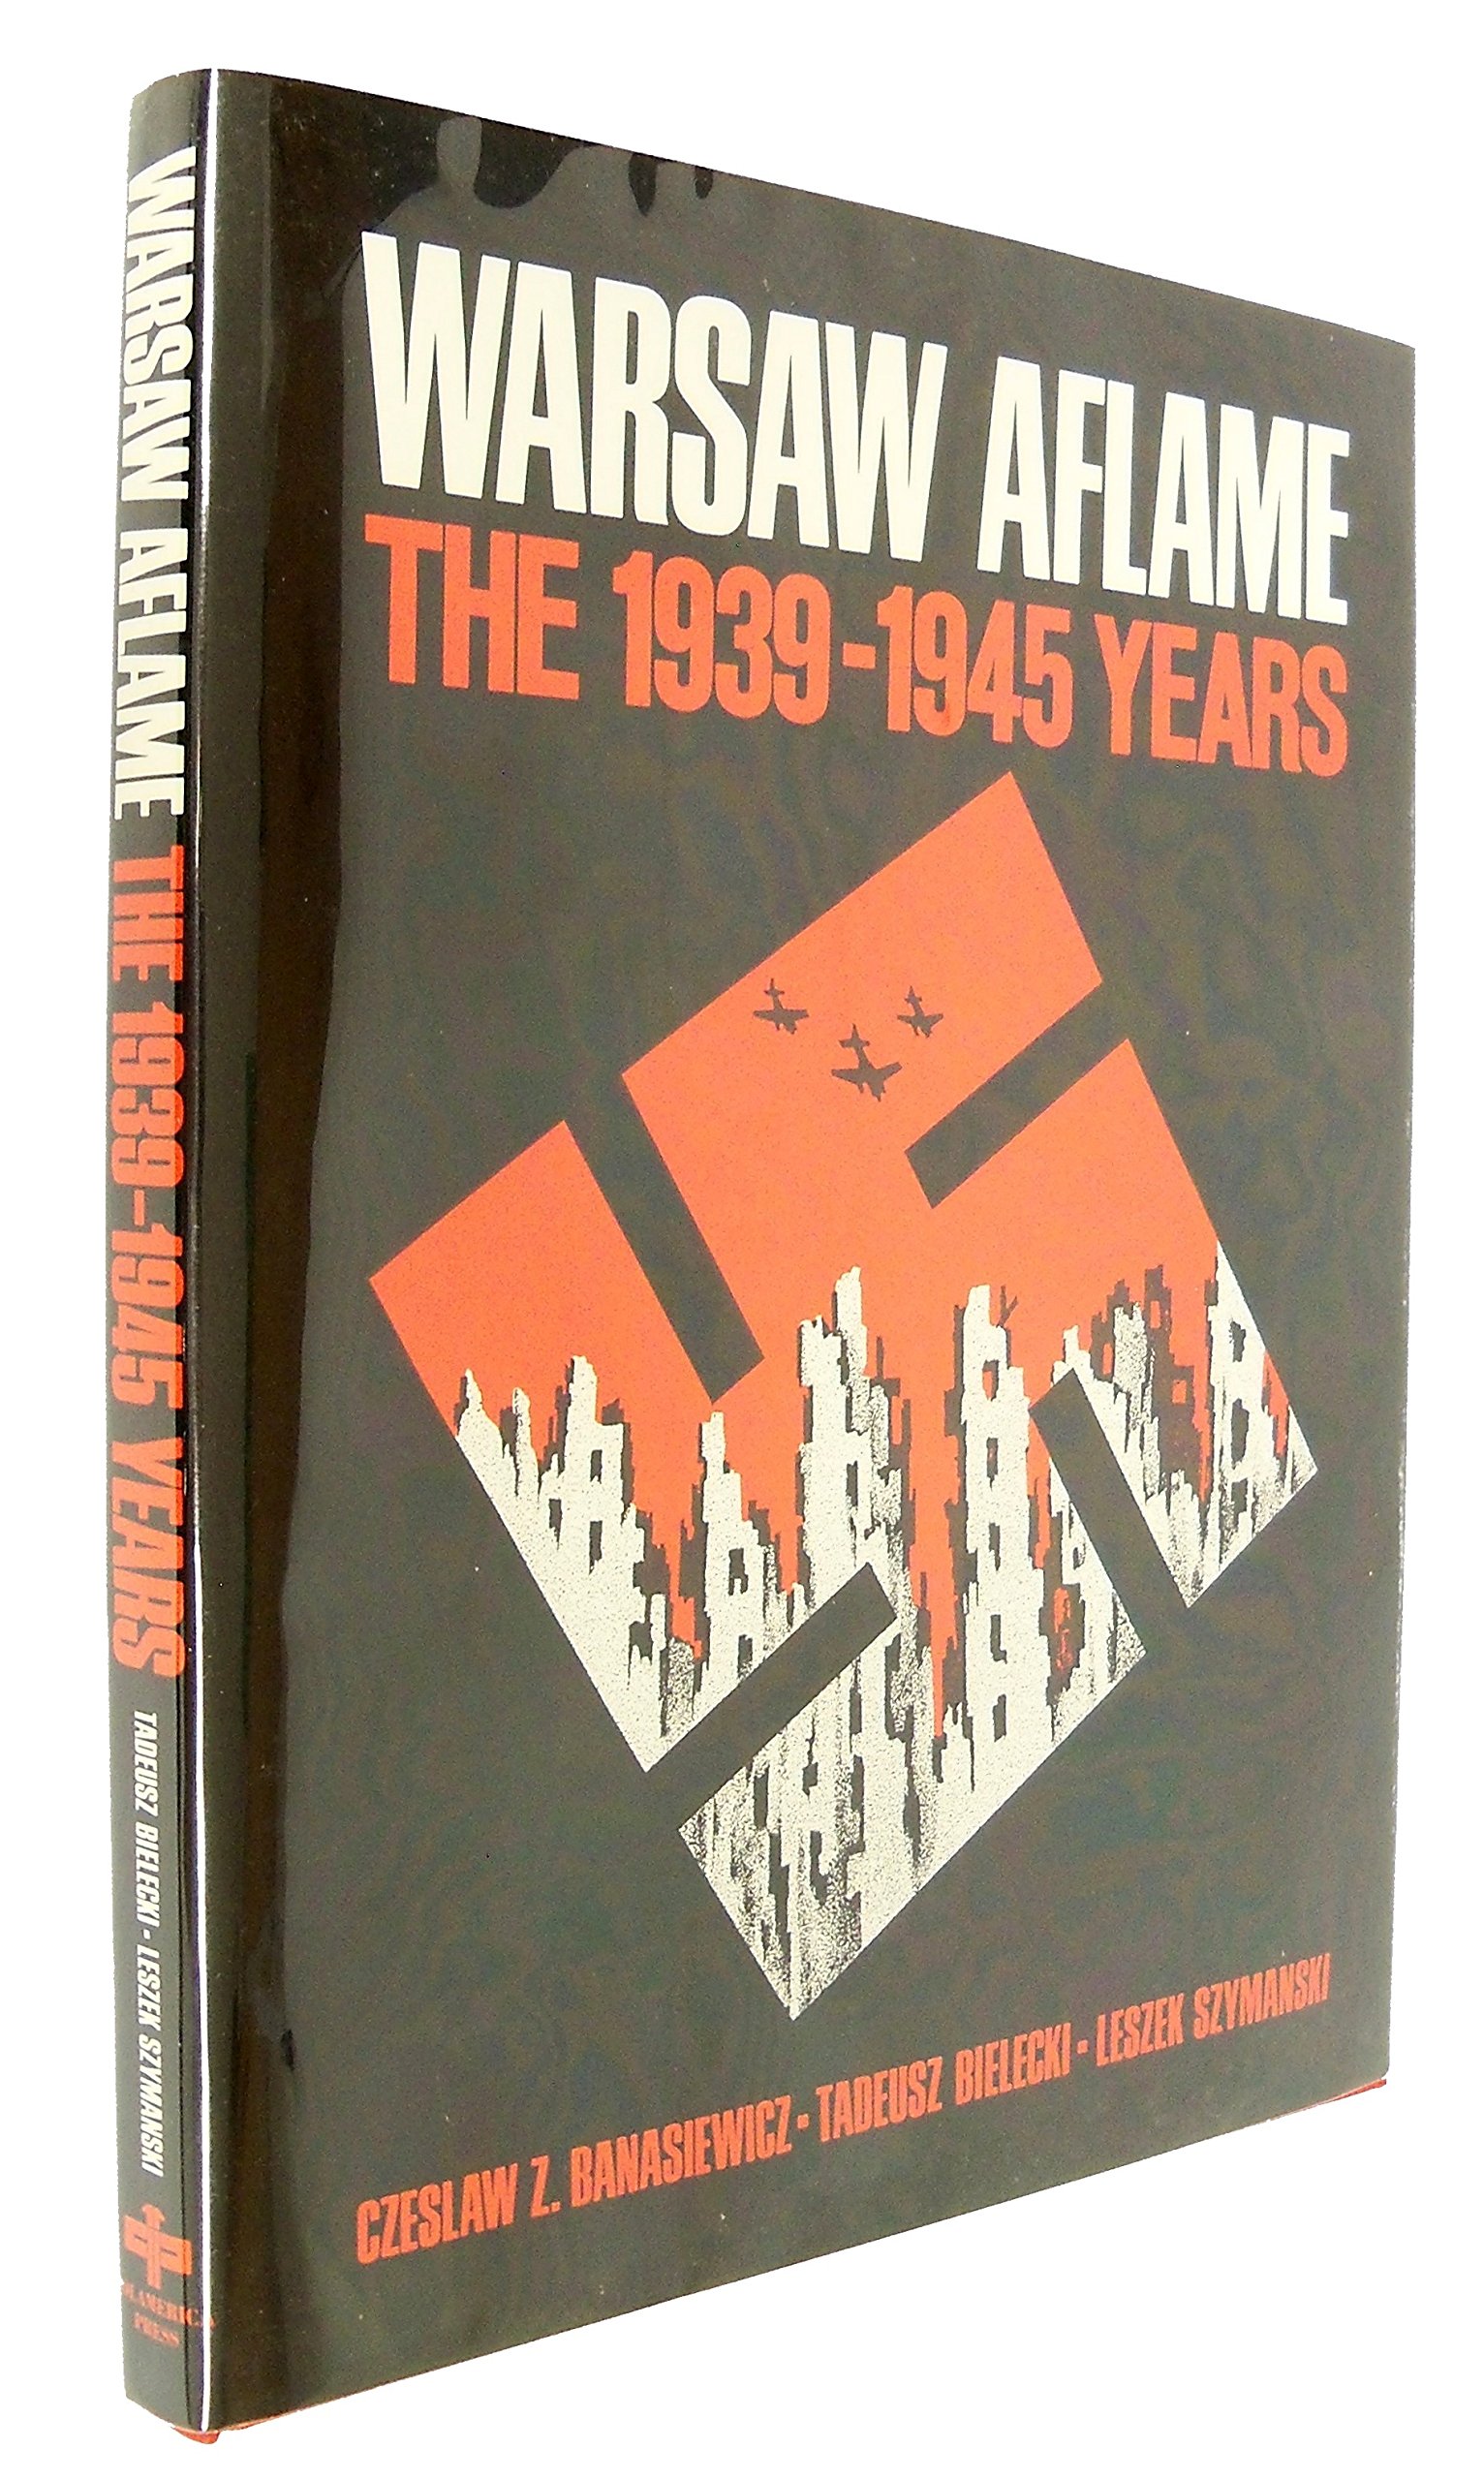 WARSAW AFLAME
THE 1939-1945 YEARS
CZESLAW Z. BANASIEWICZ · TADEUSZ BIELECKI · LESZEK SZYMANSKI
WARSAW AFLAME THE 1939-1945 YEARS TADEUSZ BIELECKI · LESZEK SZYMANSKI
PRESS